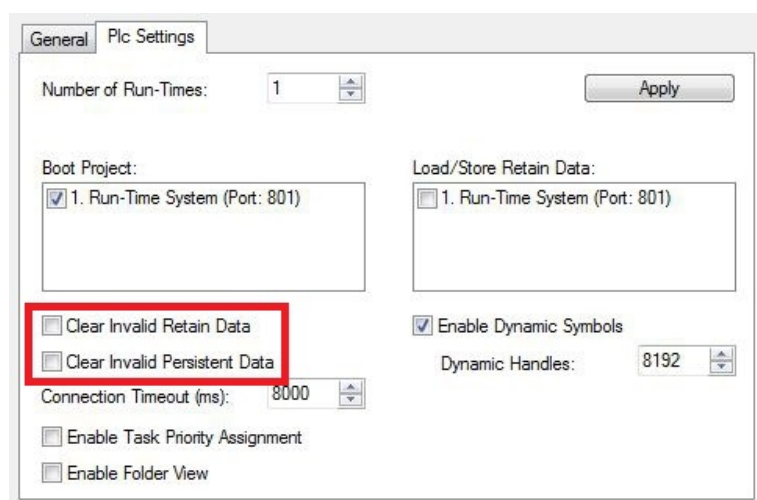 General Plc Settings
Number of Run-Times: 1 Apply
Boot Project: Load/Store Retain Data:
1. Run-Time System (Port: 801) 1. Run-Time System (Port: 801)
Clear Invalid Retain Data Enable Dynamic Symbols
Clear Invalid Persistent Data Dynamic Handles: 8192
Connection Timeout (ms): 8000
Enable Task Priority Assignment
Enable Folder View